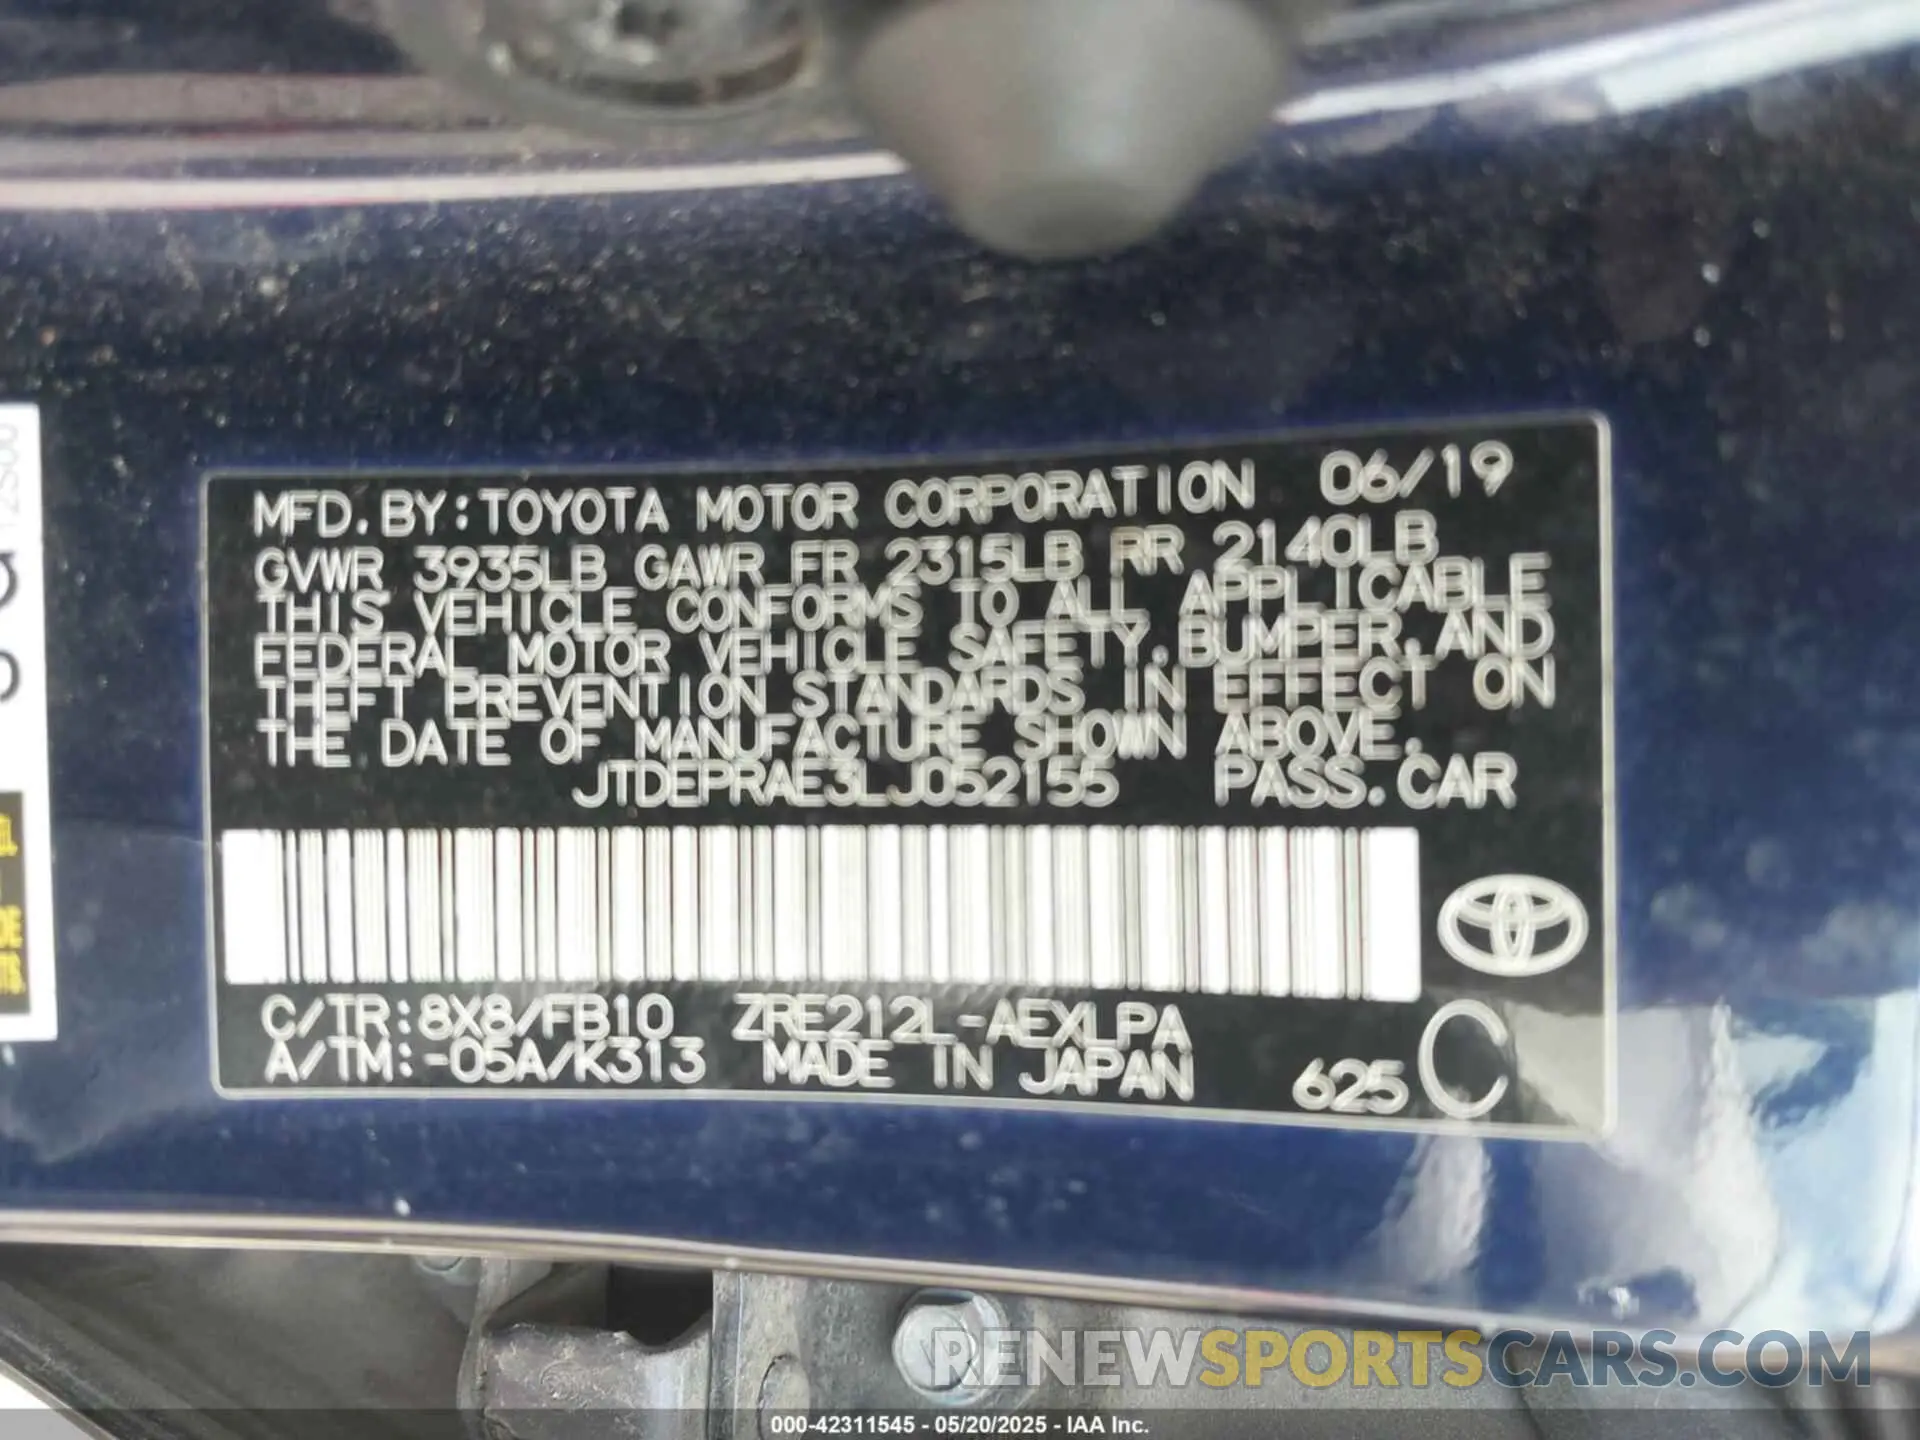 MFD. BY: TOYOTA MOTOR CORPORATION 06/19
GVWR 3935LB GAWR FR 2315LB RR 2140LB
THIS VEHICLE CONFORMS TO ALL APPLICABLE
FEDERAL MOTOR VEHICLE SAFETY, BUMPER, AND
THEFT PREVENTION STANDARDS IN EFFECT ON
THE DATE OF MANUFACTURE SHOWN ABOVE.
JTDEPRAE3LJ052155 PASS. CAR
C/TR: 8X8/FB10 ZRE212L-AEXLPA
A/TM: -05A/K313 MADE IN JAPAN 625 C
RENEWSPORTSCARS.COM
000-42311545 - 05/20/2025 - IAA Inc.